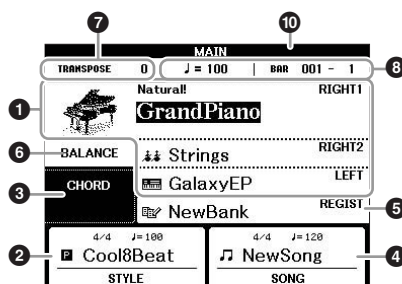 7 10
MAIN
TRANSPOSE 0 ♩= 100 | BAR 001 - 1 8
1 Natural! RIGHT1
GrandPiano
6 BALANCE Strings RIGHT2
3 CHORD GalaxyEP LEFT
NewBank REGIST 5
4/4 ♩=100 4/4 ♩=120
2 P Cool8Beat ♫ NewSong 4
STYLE SONG